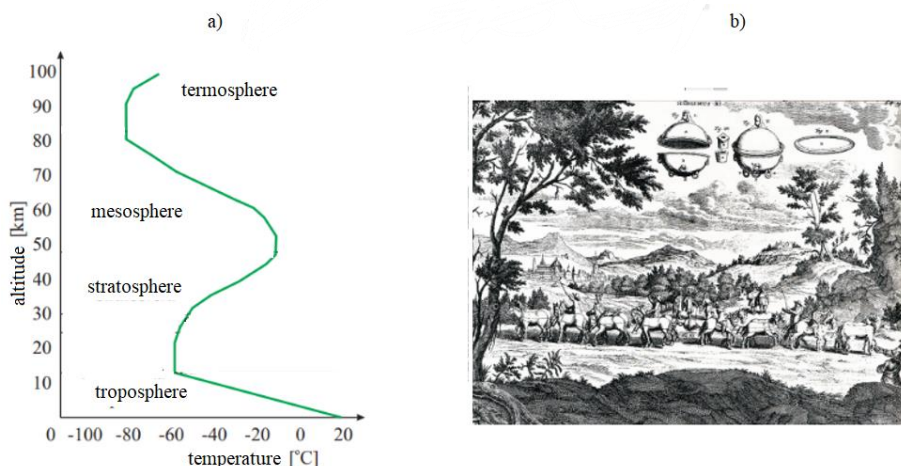 a)
b)
100
90
80
70
60
50
40
30
20
10
altitude [km]
termosphere
mesosphere
stratosphere
troposphere
0 -100 -80 -60 -40 -20 0 20
temperature [°C]